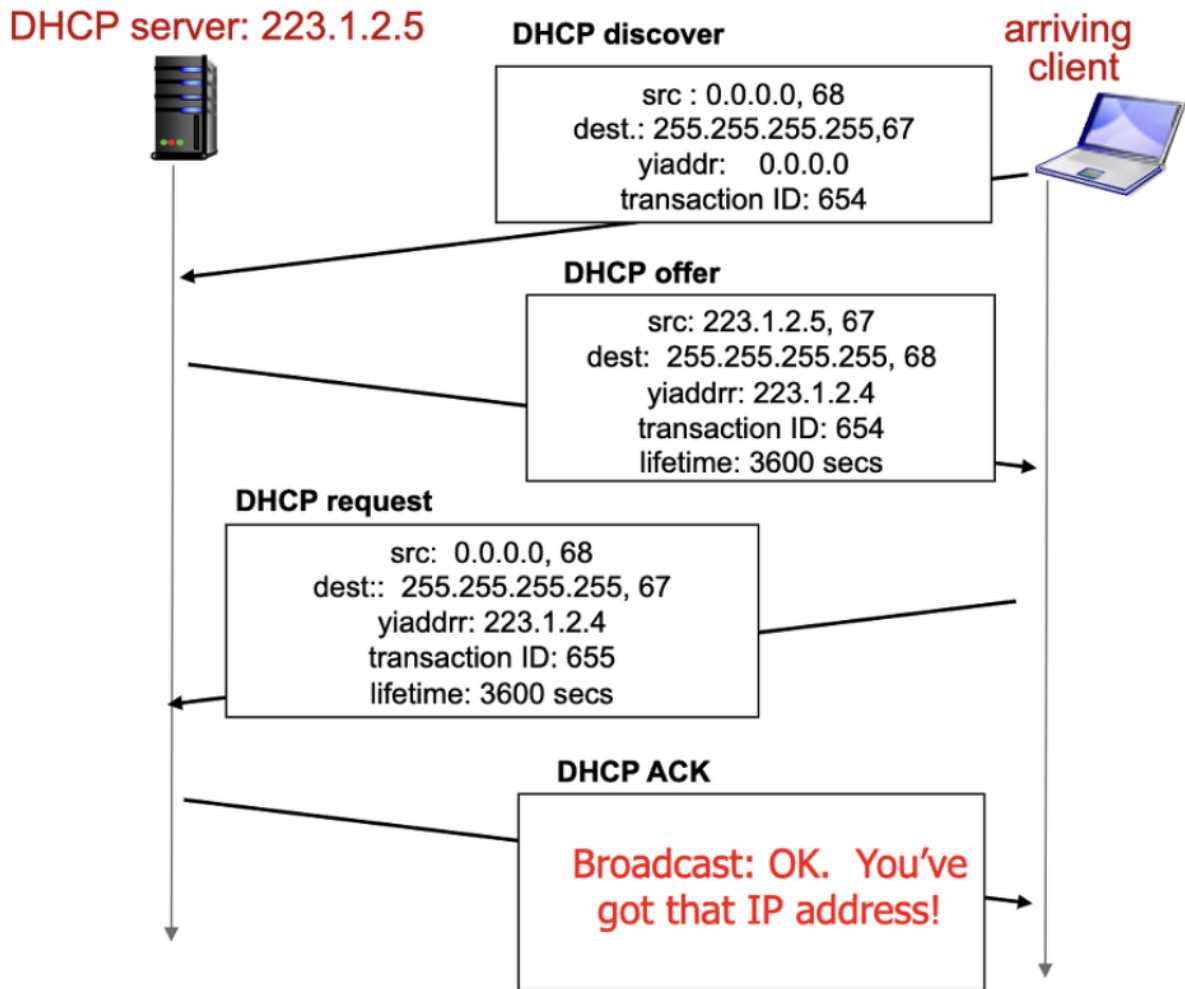 DHCP server: 223.1.2.5
DHCP discover
arriving
client
src : 0.0.0.0, 68
dest.: 255.255.255.255,67
yiaddr: 0.0.0.0
transaction ID: 654
DHCP offer
src: 223.1.2.5, 67
dest: 255.255.255.255, 68
yiaddrr: 223.1.2.4
transaction ID: 654
lifetime: 3600 secs
DHCP request
src: 0.0.0.0, 68
dest:: 255.255.255.255, 67
yiaddrr: 223.1.2.4
transaction ID: 655
lifetime: 3600 secs
DHCP ACK
Broadcast: OK. You’ve
got that IP address!